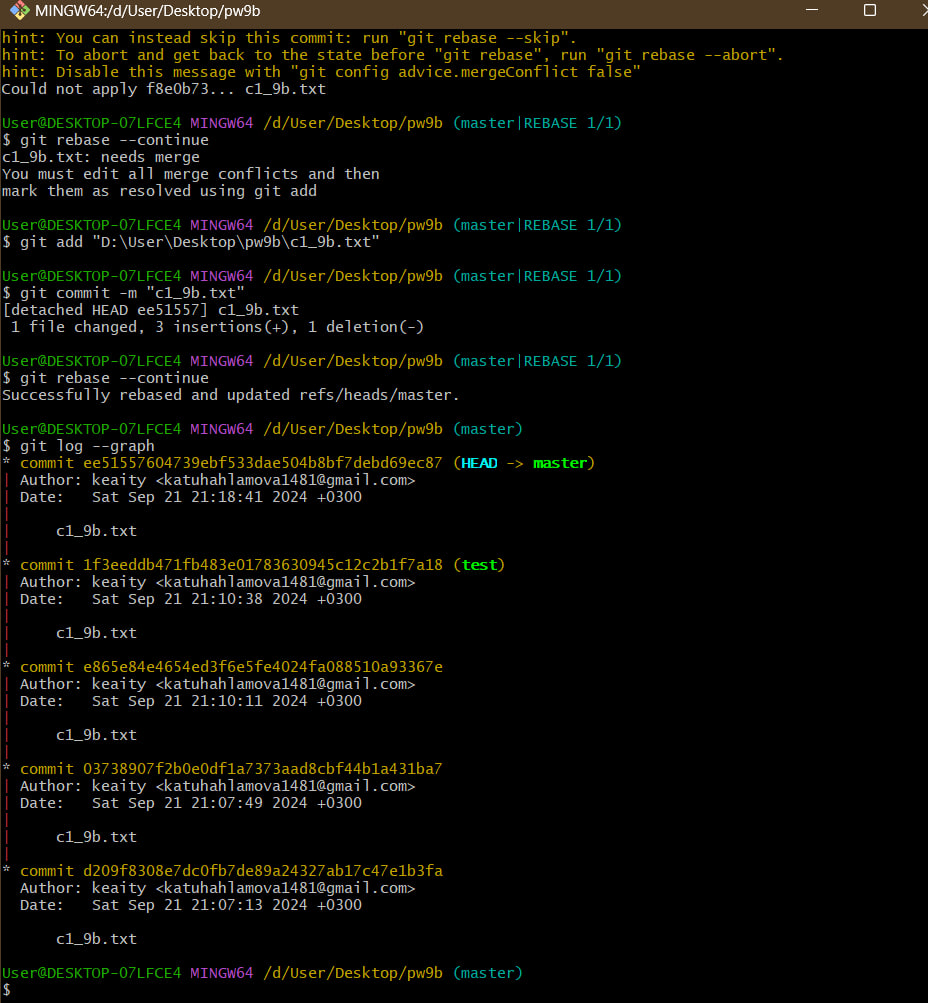 MINGW64:/d/User/Desktop/pw9b
hint: You can instead skip this commit: run "git rebase --skip".
hint: To abort and get back to the state before "git rebase", run "git rebase --abort".
hint: Disable this message with "git config advice.mergeConflict false"
Could not apply f8e0b73... c1_9b.txt
User@DESKTOP-07LFCE4 MINGW64 /d/User/Desktop/pw9b (master|REBASE 1/1)
$ git rebase --continue
c1_9b.txt: needs merge
You must edit all merge conflicts and then
mark them as resolved using git add
User@DESKTOP-07LFCE4 MINGW64 /d/User/Desktop/pw9b (master|REBASE 1/1)
$ git add "D:\User\Desktop\pw9b\c1_9b.txt"
User@DESKTOP-07LFCE4 MINGW64 /d/User/Desktop/pw9b (master|REBASE 1/1)
$ git commit -m "c1_9b.txt"
[detached HEAD ee51557] c1_9b.txt
 1 file changed, 3 insertions(+), 1 deletion(-)
User@DESKTOP-07LFCE4 MINGW64 /d/User/Desktop/pw9b (master|REBASE 1/1)
$ git rebase --continue
Successfully rebased and updated refs/heads/master.
User@DESKTOP-07LFCE4 MINGW64 /d/User/Desktop/pw9b (master)
$ git log --graph
* commit ee51557604739ebf533dae504b8bf7debd69ec87 (HEAD -> master)
| Author: keaity <katuhahlamova1481@gmail.com>
| Date:   Sat Sep 21 21:18:41 2024 +0300
|
|     c1_9b.txt
|
* commit 1f3eeddb471fb483e01783630945c12c2b1f7a18 (test)
| Author: keaity <katuhahlamova1481@gmail.com>
| Date:   Sat Sep 21 21:10:38 2024 +0300
|
|     c1_9b.txt
|
* commit e865e84e4654ed3f6e5fe4024fa088510a93367e
| Author: keaity <katuhahlamova1481@gmail.com>
| Date:   Sat Sep 21 21:10:11 2024 +0300
|
|     c1_9b.txt
|
* commit 03738907f2b0e0df1a7373aad8cbf44b1a431ba7
| Author: keaity <katuhahlamova1481@gmail.com>
| Date:   Sat Sep 21 21:07:49 2024 +0300
|
|     c1_9b.txt
|
* commit d209f8308e7dc0fb7de89a24327ab17c47e1b3fa
  Author: keaity <katuhahlamova1481@gmail.com>
  Date:   Sat Sep 21 21:07:13 2024 +0300
      c1_9b.txt
User@DESKTOP-07LFCE4 MINGW64 /d/User/Desktop/pw9b (master)
$